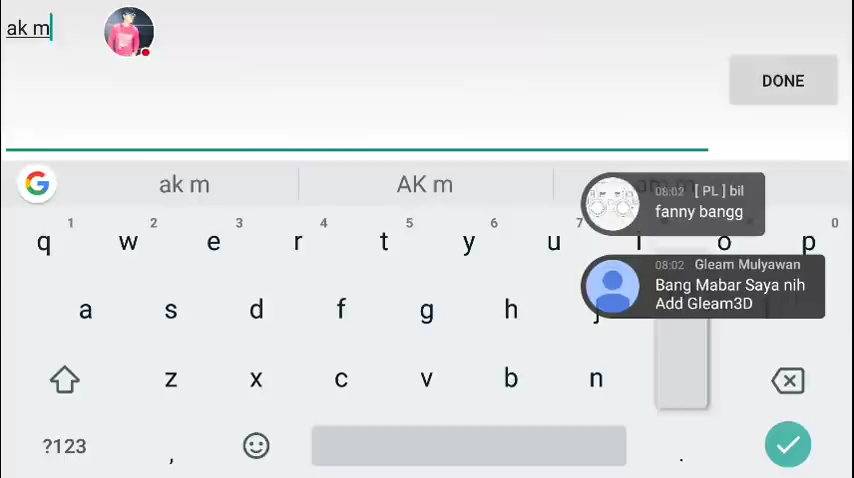 ak m
DONE
ak m
AK m
08:02 [ PL ] bil
fanny bangg
1 2 3 4 5 6 7 0
q w e r t y u i o p
08:02 Gleam Mulyawan
Bang Mabar Saya nih
Add Gleam3D
a s d f g h j
z x c v b n
?123 , .